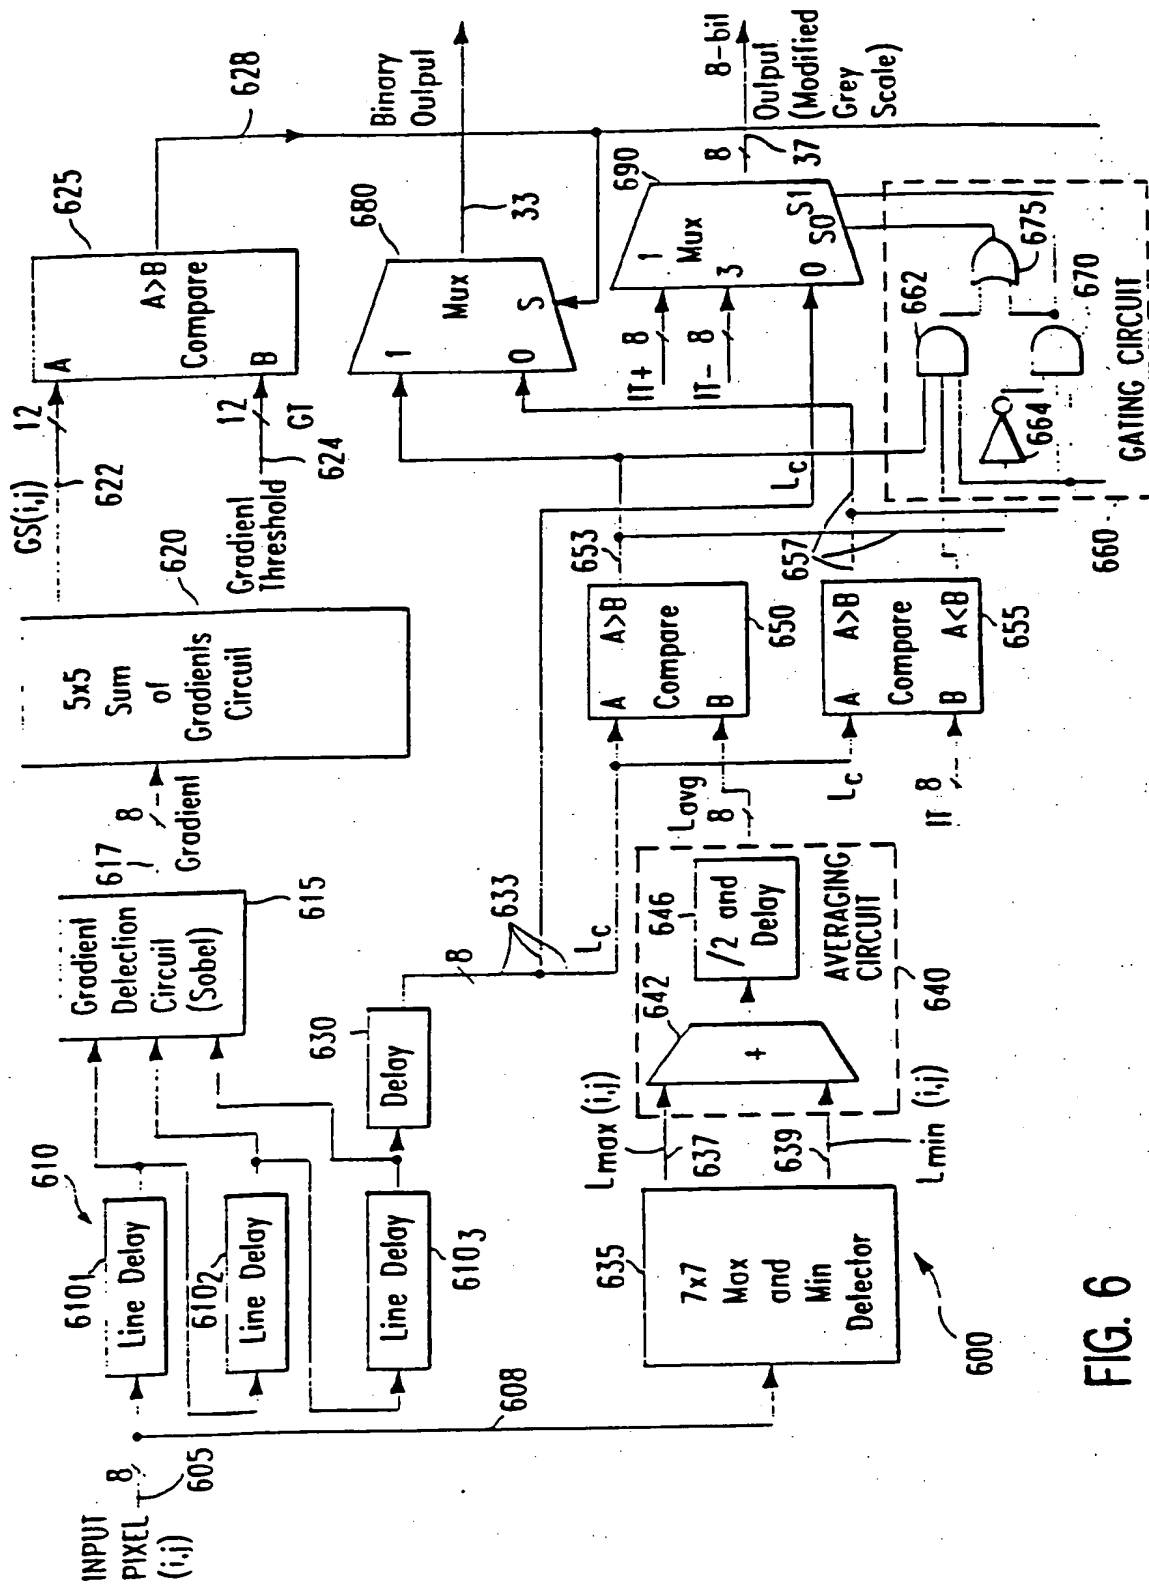 INPUT
PIXEL
(i,j)
8
605
608
610
610₁
Line Delay
610₂
Line Delay
Line Delay
610₃
Gradient
Detection
Circuit
(Sobel)
615
617
8
Gradient
5x5
Sum
of
Gradients
Circuit
620
GS(i,j)
12
622
Gradient
Threshold
12
GT
624
A
B
A>B
Compare
625
628
630
Delay
8
633
L_C
635
7x7
Max
and
Min
Detector
600
Lmax (i,j)
637
639
Lmin (i,j)
642
+
646
/2 and
Delay
AVERAGING
CIRCUIT
640
Lavg
8
L_C
IT
8
A
B
A>B
Compare
650
653
A
B
A>B
Compare
A<B
655
657
L_C
1
0
Mux
S
680
33
Binary
Output
IT+
8
IT-
8
1
Mux
3
0
S0
S1
690
8
37
8-bit
Output
(Modified
Grey
Scale)
662
664
675
670
GATING CIRCUIT
660
FIG. 6